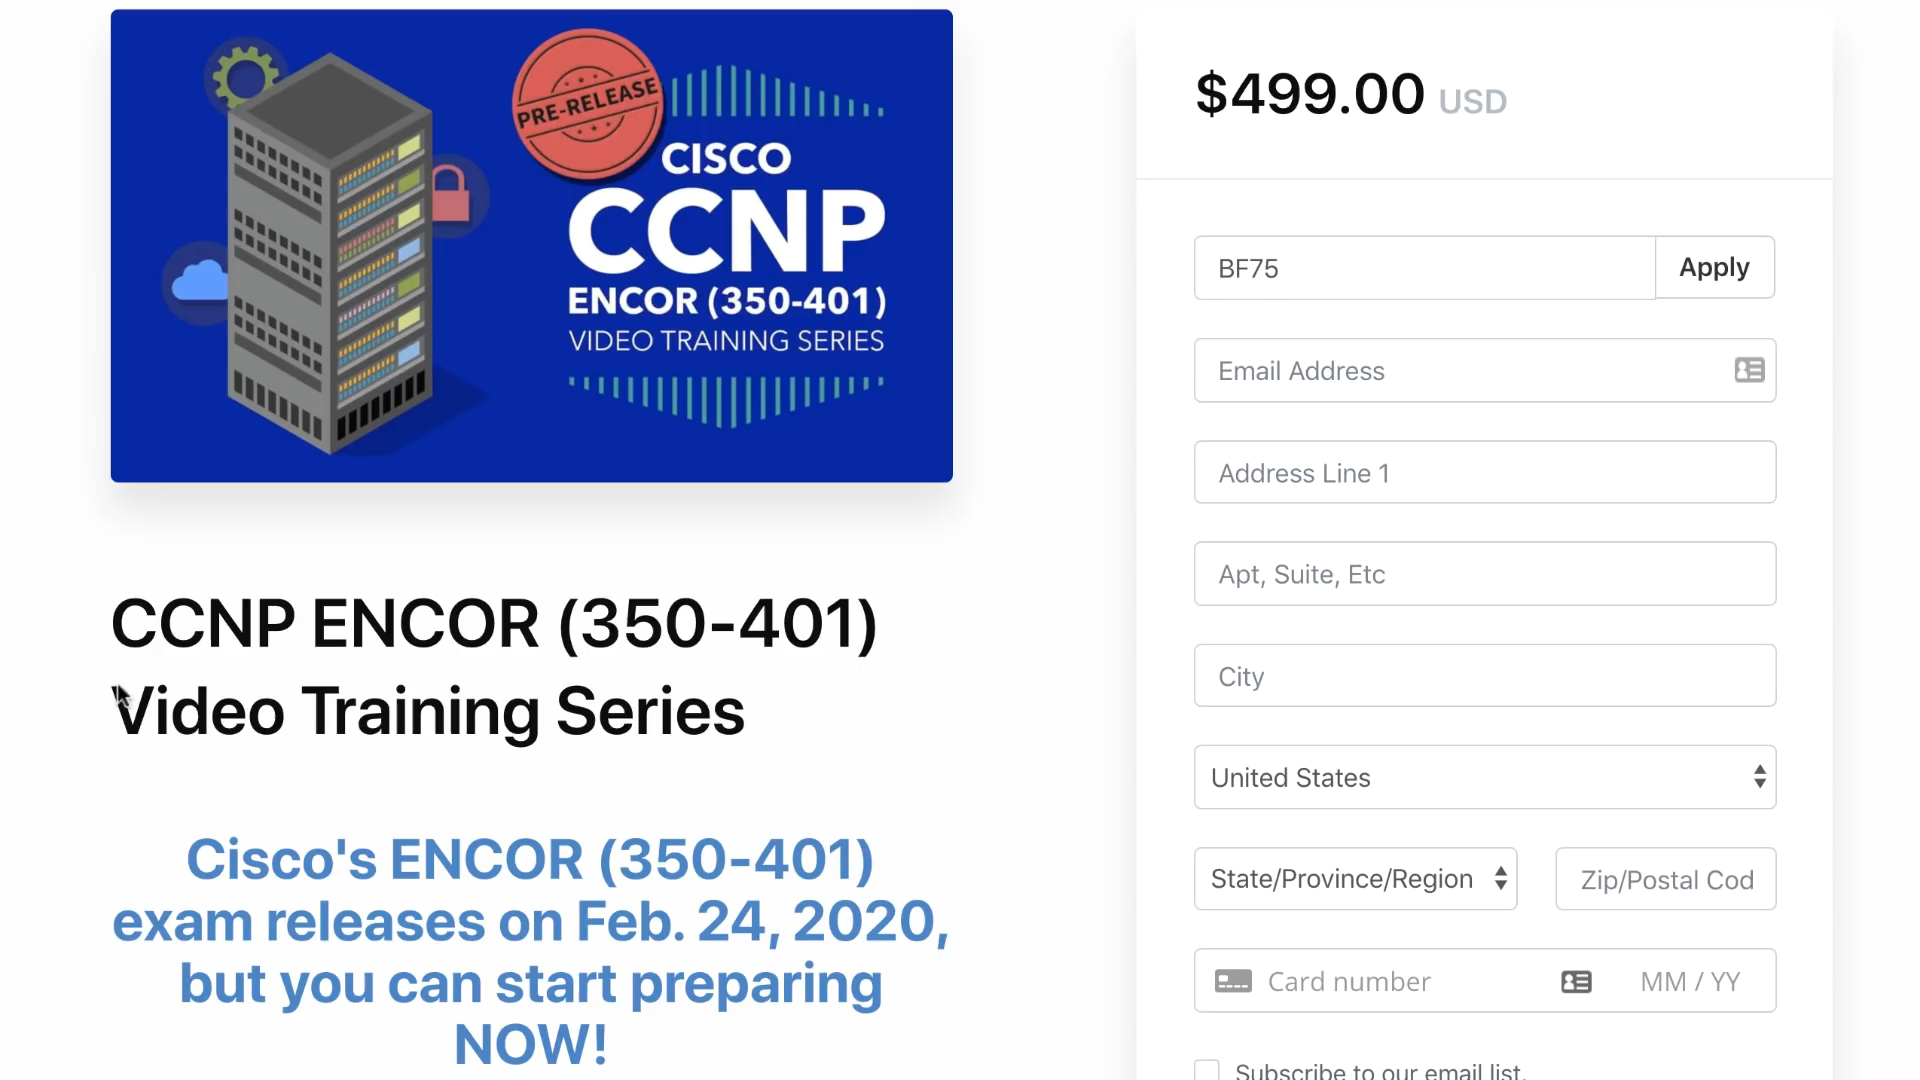 PRE-RELEASE
CISCO
CCNP
ENCOR (350-401)
VIDEO TRAINING SERIES
CCNP ENCOR (350-401)
Video Training Series
Cisco's ENCOR (350-401)
exam releases on Feb. 24, 2020,
but you can start preparing
NOW!
$499.00 USD
BF75 Apply
Email Address
Address Line 1
Apt, Suite, Etc
City
United States
State/Province/Region Zip/Postal Cod
Card number MM / YY
Subscribe to our email list.